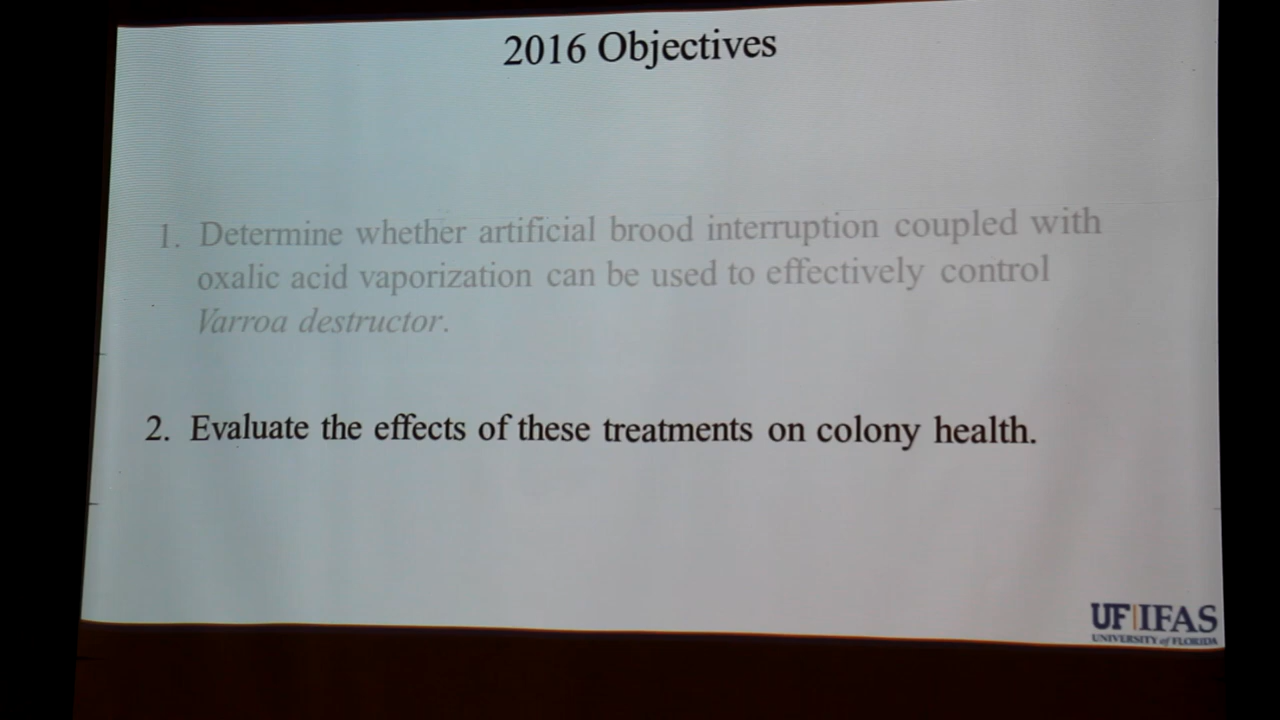 2016 Objectives
1. Determine whether artificial brood interruption coupled with
oxalic acid vaporization can be used to effectively control
Varroa destructor.
2. Evaluate the effects of these treatments on colony health.
UF|IFAS
UNIVERSITY of FLORIDA